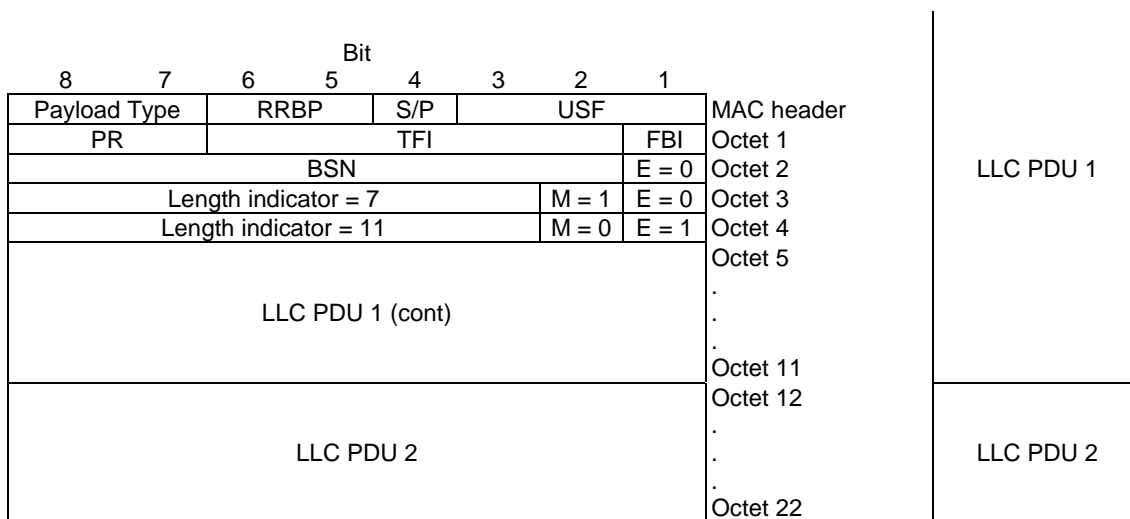 Bit
8 7 6 5 4 3 2 1
Payload Type RRBP S/P USF MAC header
PR TFI FBI Octet 1
BSN E = 0 Octet 2 LLC PDU 1
Length indicator = 7 M = 1 E = 0 Octet 3
Length indicator = 11 M = 0 E = 1 Octet 4
Octet 5
.
LLC PDU 1 (cont) .
.
Octet 11
Octet 12
.
LLC PDU 2 . LLC PDU 2
.
Octet 22